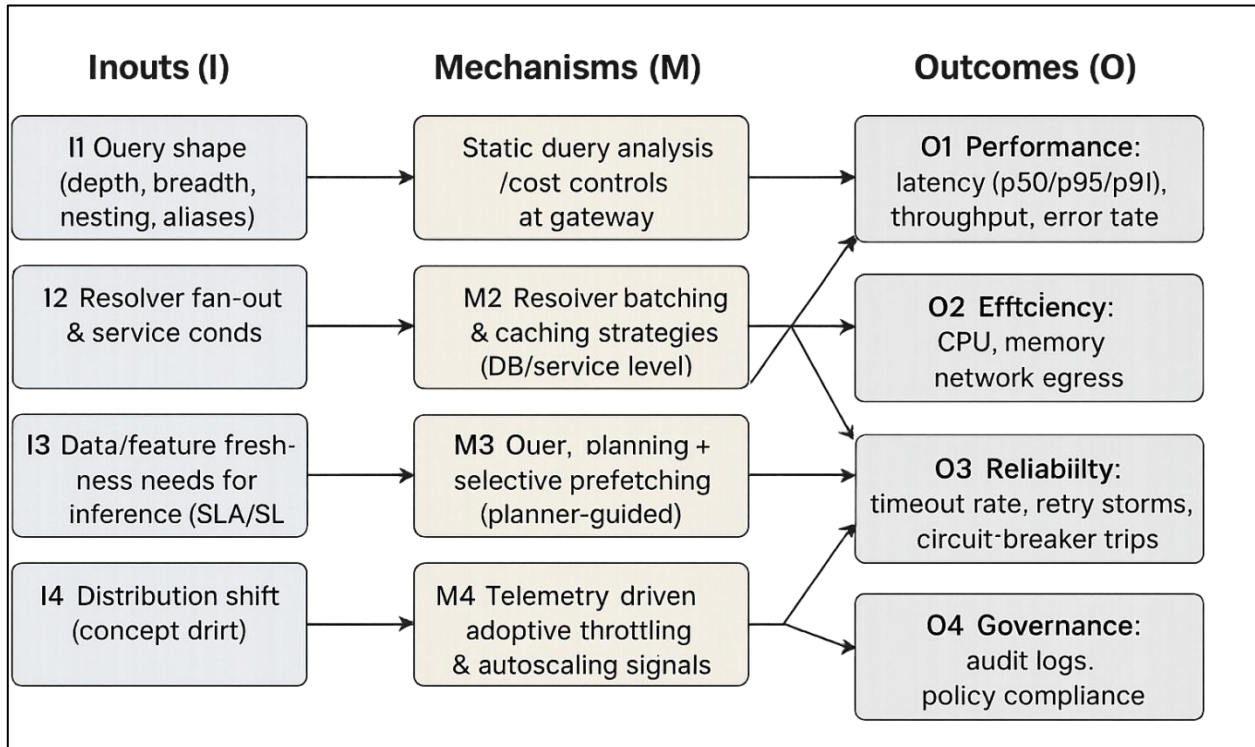 Inouts (I)
Mechanisms (M)
Outcomes (O)
I1 Ouery shape
(depth, breadth,
nesting, aliases)
Static duery analysis
/cost controls
at gateway
O1 Performance:
latency (p50/p95/p9l),
throughput, error tate
12 Resolver fan-out
& service conds
M2 Resoiver batching
& caching strategies
(DB/service level)
O2 Efftciency:
CPU, memory
network egress
I3 Data/feature fresh-
ness needs for
inference (SLA/SL
M3 Ouer, planning +
selective prefetching
(planner-guided)
O3 Reliabiilty:
timeout rate, retry storms,
circuit-breaker trips
I4 Distribution shift
(concept drirt)
M4 Telemetry driven
adoptive throttling
& autoscaling signals
O4 Governance:
audit logs.
policy compliance